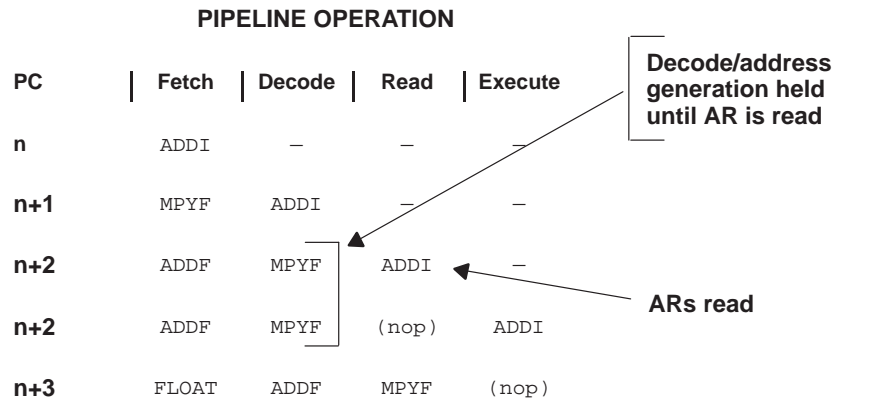 PIPELINE OPERATION
Decode/address
generation held
until AR is read
PC Fetch Decode Read Execute
n ADDI — — —
n+1 MPYF ADDI — —
n+2 ADDF MPYF ADDI —
ARs read
n+2 ADDF MPYF (nop) ADDI
n+3 FLOAT ADDF MPYF (nop)